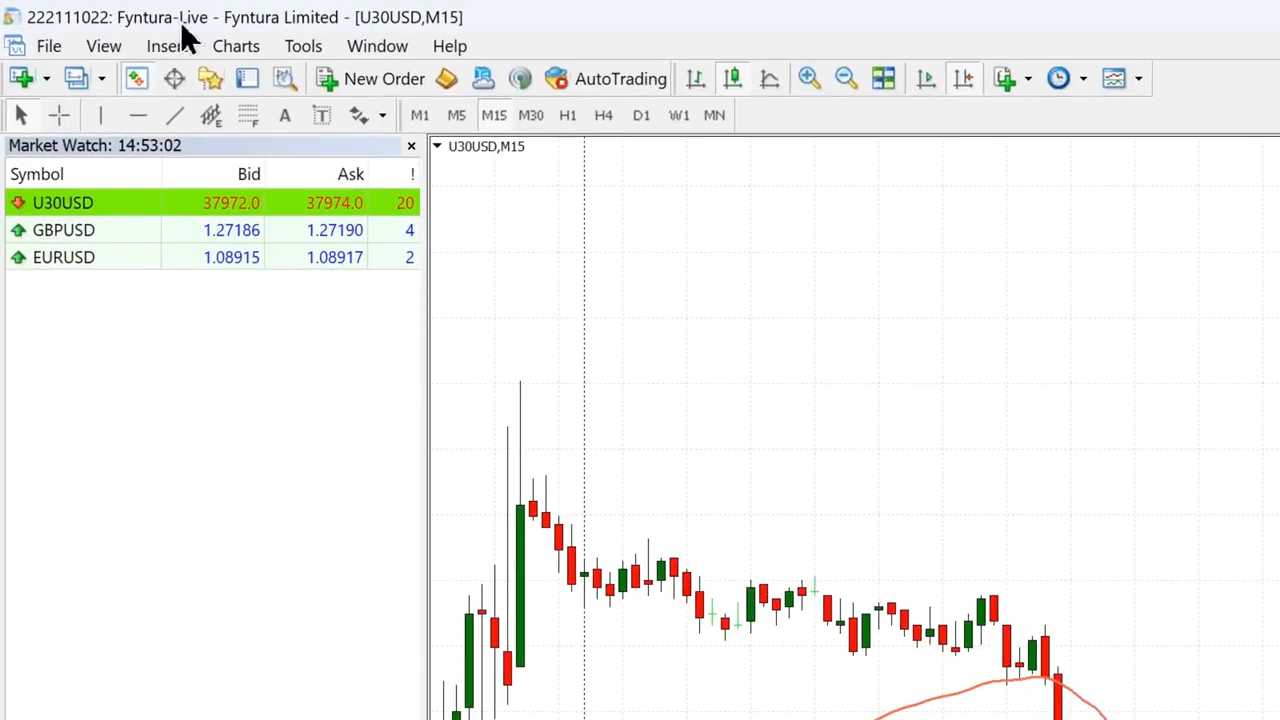 222111022: Fyntura-Live - Fyntura Limited - [U30USD,M15]
File View Insert Charts Tools Window Help
New Order AutoTrading
E F A T M1 M5 M15 M30 H1 H4 D1 W1 MN
Market Watch: 14:53:02
U30USD,M15
Symbol Bid Ask !
U30USD 37972.0 37974.0 20
GBPUSD 1.27186 1.27190 4
EURUSD 1.08915 1.08917 2